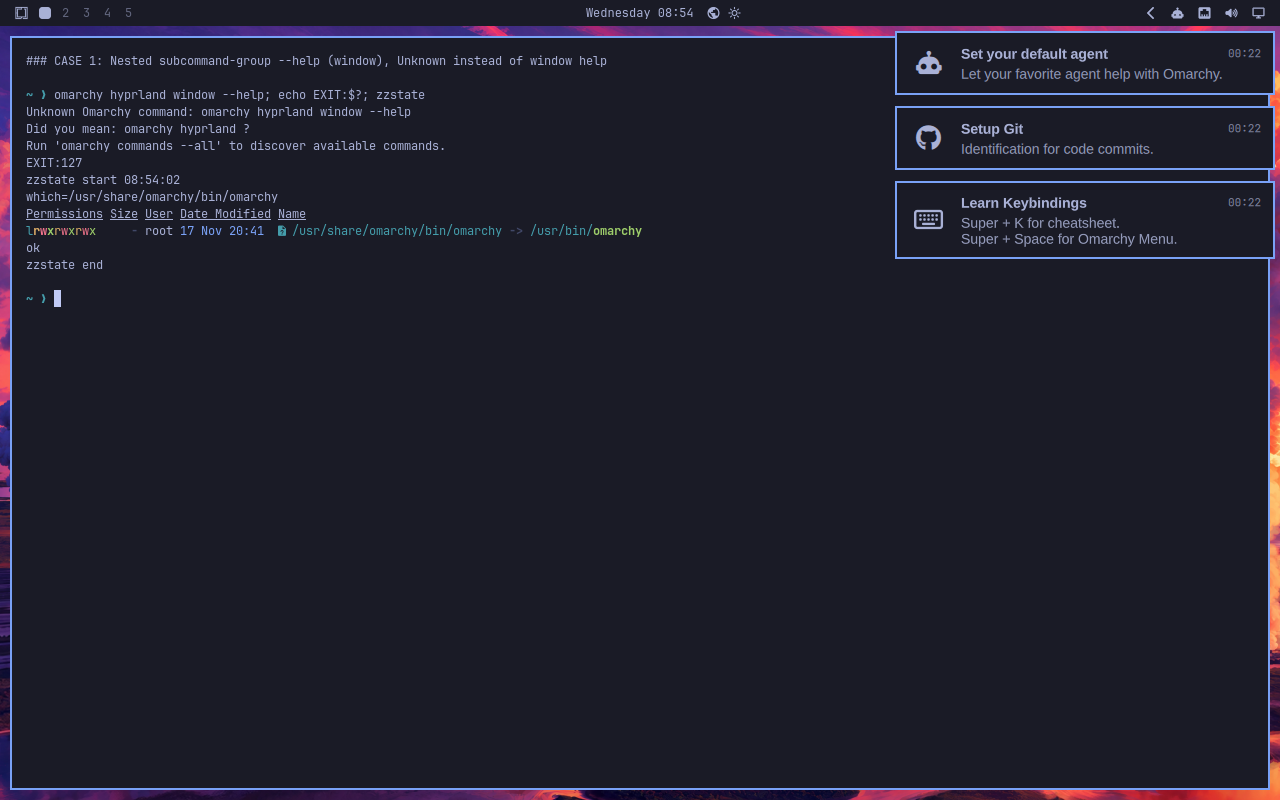 2 3 4 5
Wednesday 08:54
### CASE 1: Nested subcommand-group --help (window), Unknown instead of window help
~ ❯ omarchy hyprland window --help; echo EXIT:$?; zzstate
Unknown Omarchy command: omarchy hyprland window --help
Did you mean: omarchy hyprland ?
Run 'omarchy commands --all' to discover available commands.
EXIT:127
zzstate start 08:54:02
which=/usr/share/omarchy/bin/omarchy
Permissions Size User Date Modified Name
lrwxrwxrwx - root 17 Nov 20:41 /usr/share/omarchy/bin/omarchy -> /usr/bin/omarchy
ok
zzstate end
~ ❯
Set your default agent 00:22
Let your favorite agent help with Omarchy.
Setup Git 00:22
Identification for code commits.
Learn Keybindings 00:22
Super + K for cheatsheet.
Super + Space for Omarchy Menu.